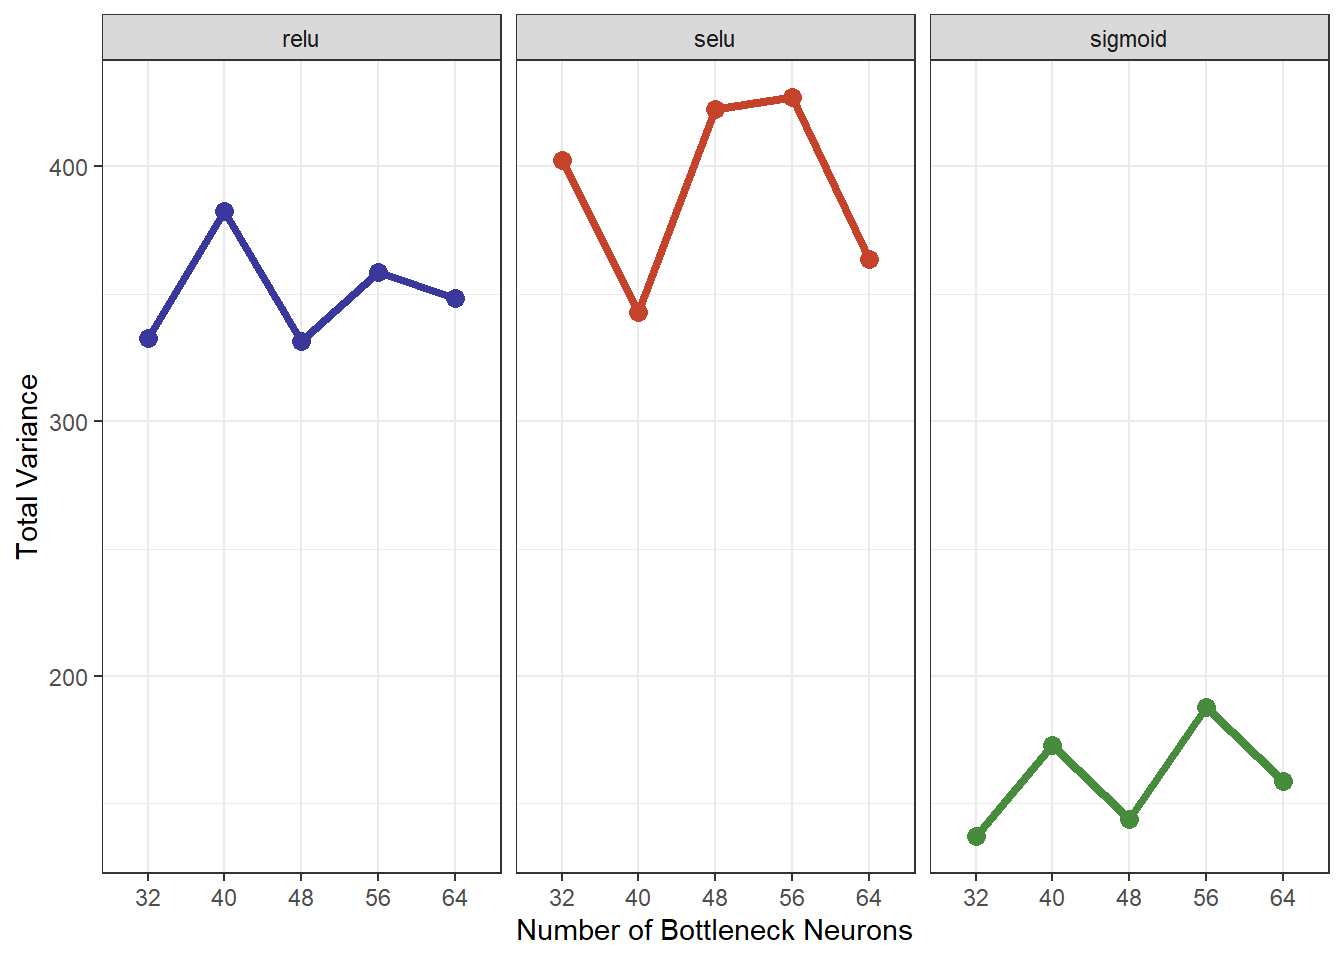 relu
selu
sigmoid
400
300
200
Total Variance
32 40 48 56 64
32 40 48 56 64
32 40 48 56 64
Number of Bottleneck Neurons